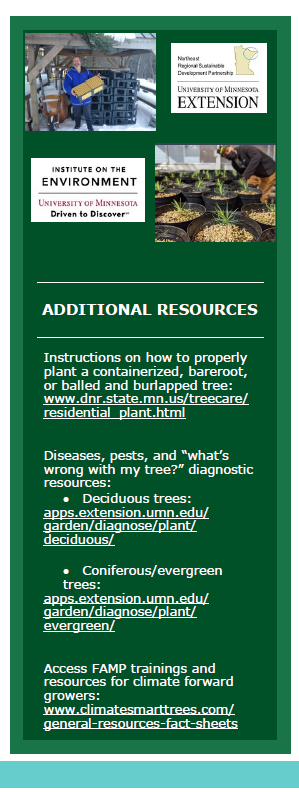 Northeast
Regional Sustainable
Development Partnership
UNIVERSITY OF MINNESOTA
EXTENSION
INSTITUTE ON THE
ENVIRONMENT
UNIVERSITY OF MINNESOTA
Driven to Discover℠
ADDITIONAL RESOURCES
Instructions on how to properly
plant a containerized, bareroot,
or balled and burlapped tree:
www.dnr.state.mn.us/treecare/
residential_plant.html
Diseases, pests, and “what’s
wrong with my tree?” diagnostic
resources:
• Deciduous trees:
apps.extension.umn.edu/
garden/diagnose/plant/
deciduous/
• Coniferous/evergreen
trees:
apps.extension.umn.edu/
garden/diagnose/plant/
evergreen/
Access FAMP trainings and
resources for climate forward
growers:
www.climatesmarttrees.com/
general-resources-fact-sheets